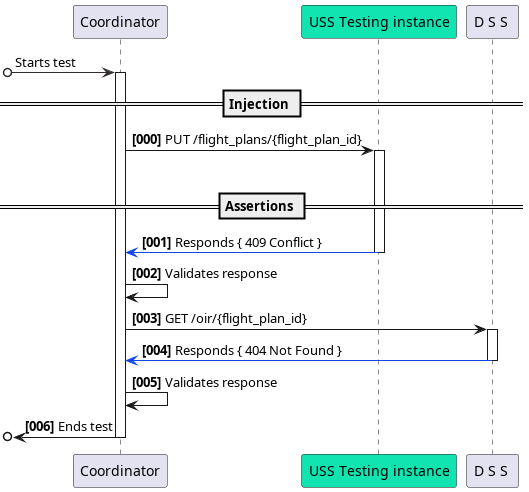 Coordinator
USS Testing instance
D S S
Starts test
Injection
[000] PUT /flight_plans/{flight_plan_id}
Assertions
[001] Responds { 409 Conflict }
[002] Validates response
[003] GET /oir/{flight_plan_id}
[004] Responds { 404 Not Found }
[005] Validates response
[006] Ends test
Coordinator
USS Testing instance
D S S